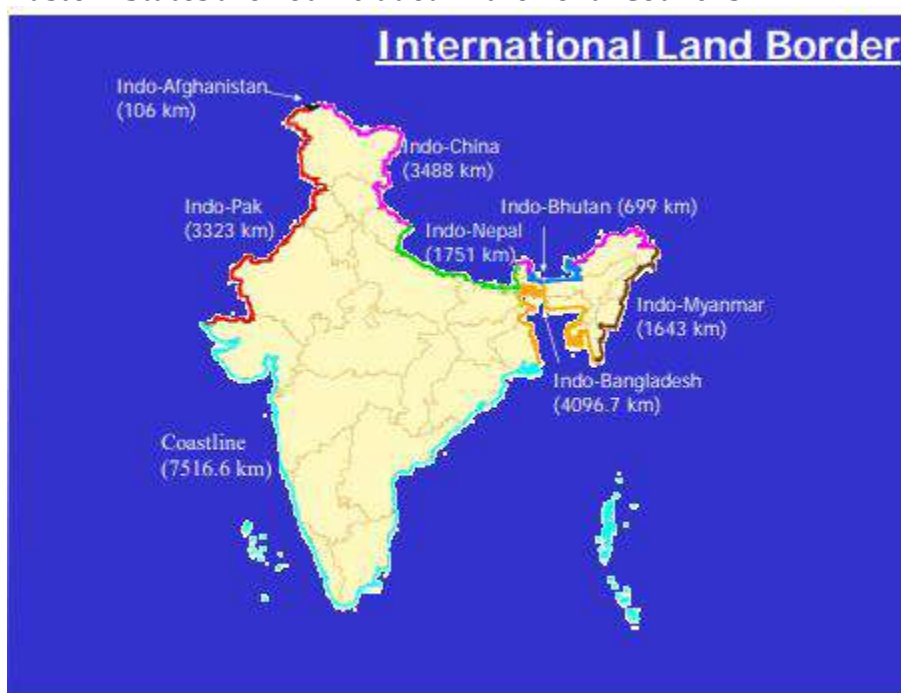 International Land Border
Indo-Afghanistan
(106 km)
Indo-China
(3488 km)
Indo-Pak
(3323 km)
Indo-Bhutan (699 km)
Indo-Nepal
(1751 km)
Indo-Myanmar
(1643 km)
Indo-Bangladesh
(4096.7 km)
Coastline
(7516.6 km)